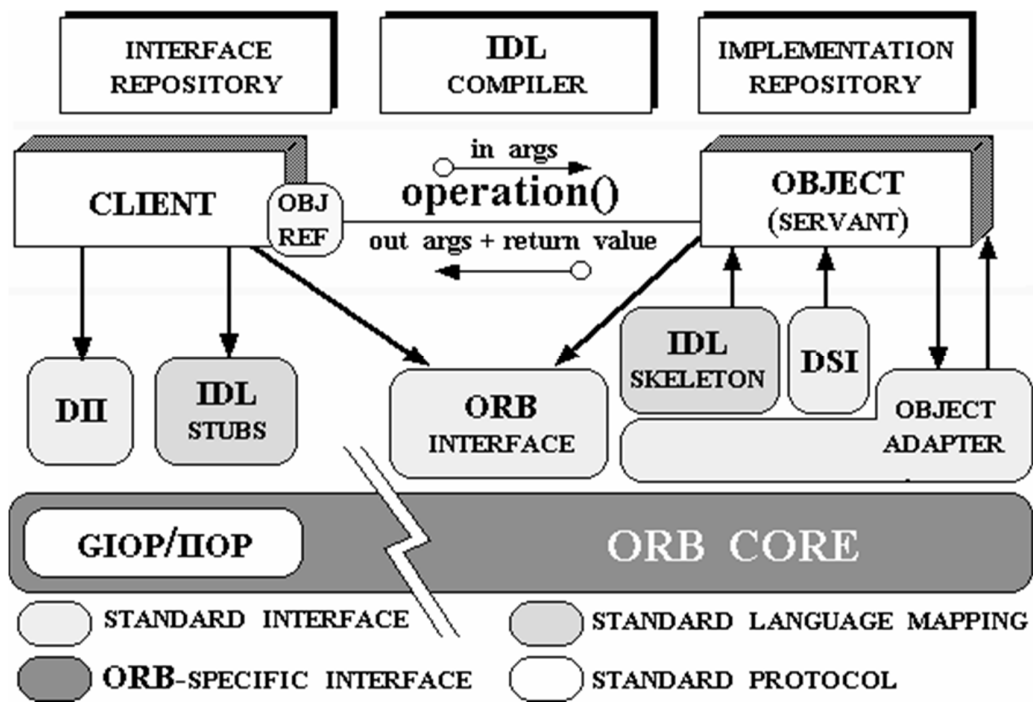 INTERFACE
REPOSITORY
IDL
COMPILER
IMPLEMENTATION
REPOSITORY
CLIENT
OBJ
REF
in args
operation()
out args + return value
OBJECT
(SERVANT)
DII
IDL
STUBS
ORB
INTERFACE
IDL
SKELETON
DSI
OBJECT
ADAPTER
GIOP/IIOP
ORB CORE
STANDARD INTERFACE
STANDARD LANGUAGE MAPPING
ORB-SPECIFIC INTERFACE
STANDARD PROTOCOL